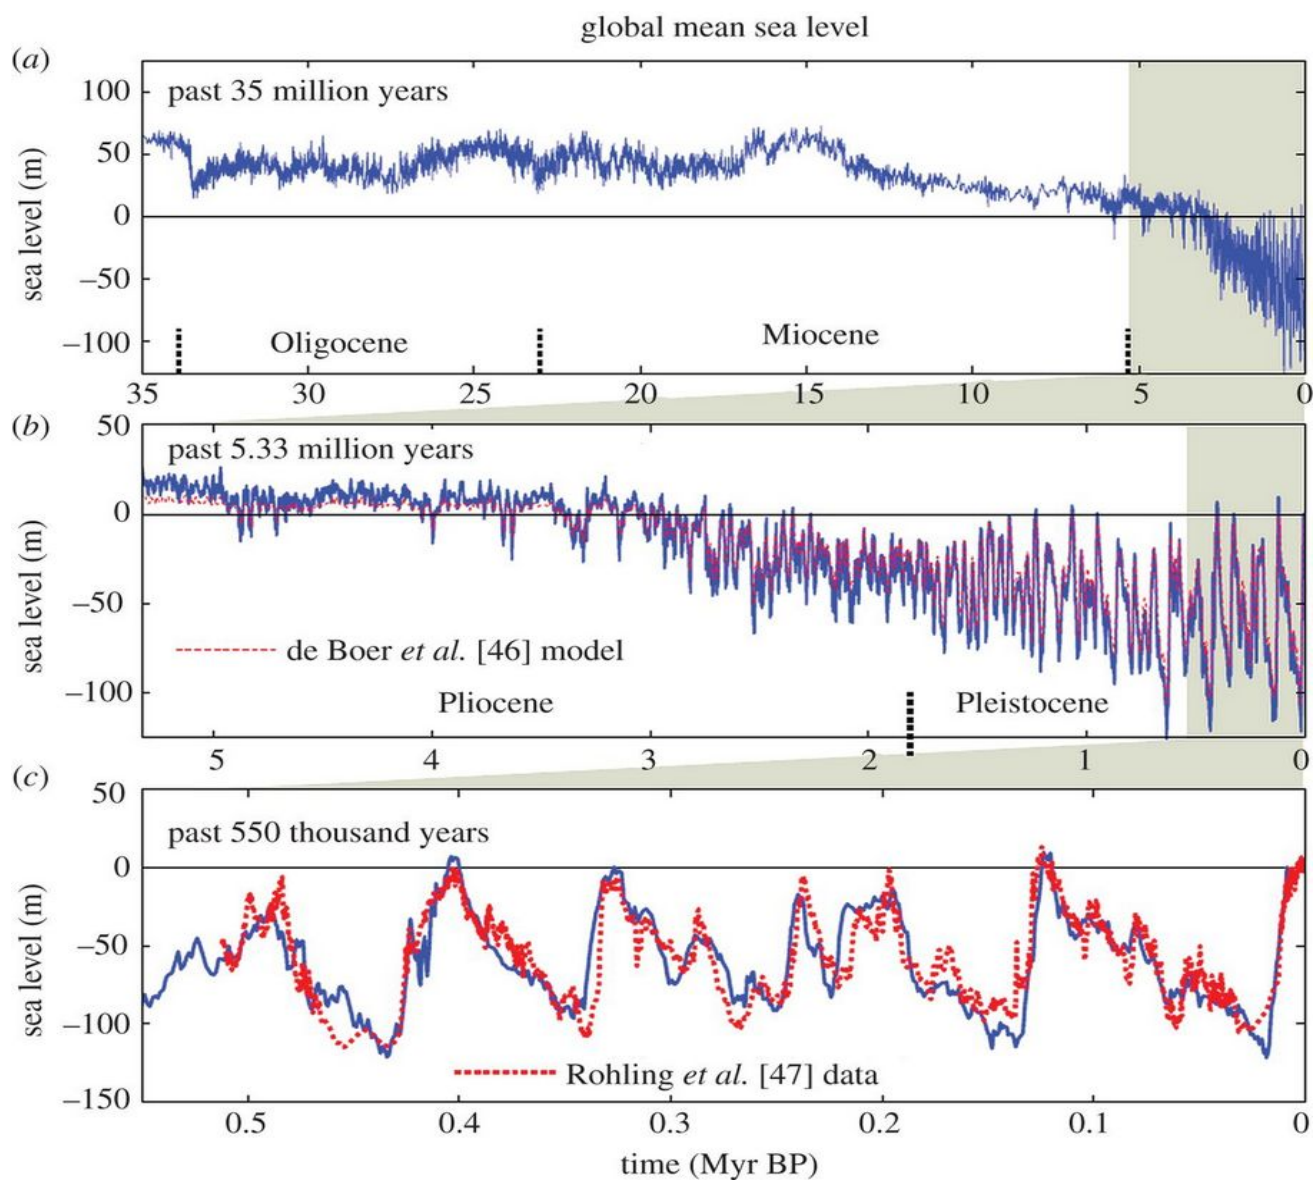 global mean sea level
(a)
past 35 million years
100
50
0
–50
–100
sea level (m)
Oligocene
Miocene
35 30 25 20 15 10 5 0
(b)
past 5.33 million years
50
0
–50
–100
sea level (m)
de Boer et al. [46] model
Pliocene
Pleistocene
5 4 3 2 1 0
(c)
past 550 thousand years
50
0
–50
–100
–150
sea level (m)
Rohling et al. [47] data
0.5 0.4 0.3 0.2 0.1 0
time (Myr BP)